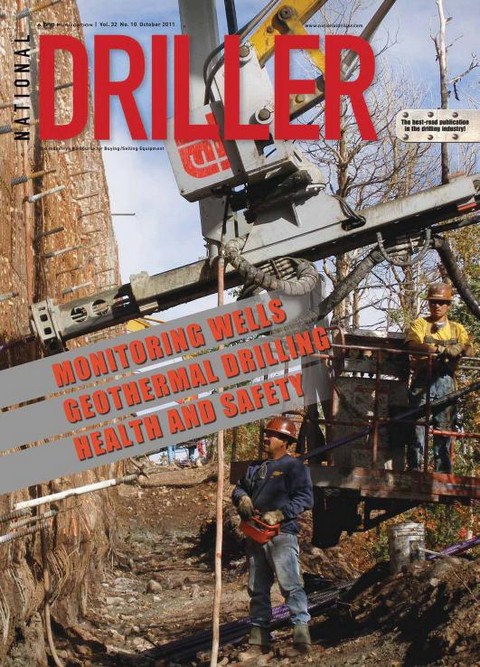 Vol. 32 No. 10 October 2011
NATIONAL
DRILLER
The best-read publication
in the drilling industry!
MONITORING WELLS
GEOTHERMAL DRILLING
HEALTH AND SAFETY